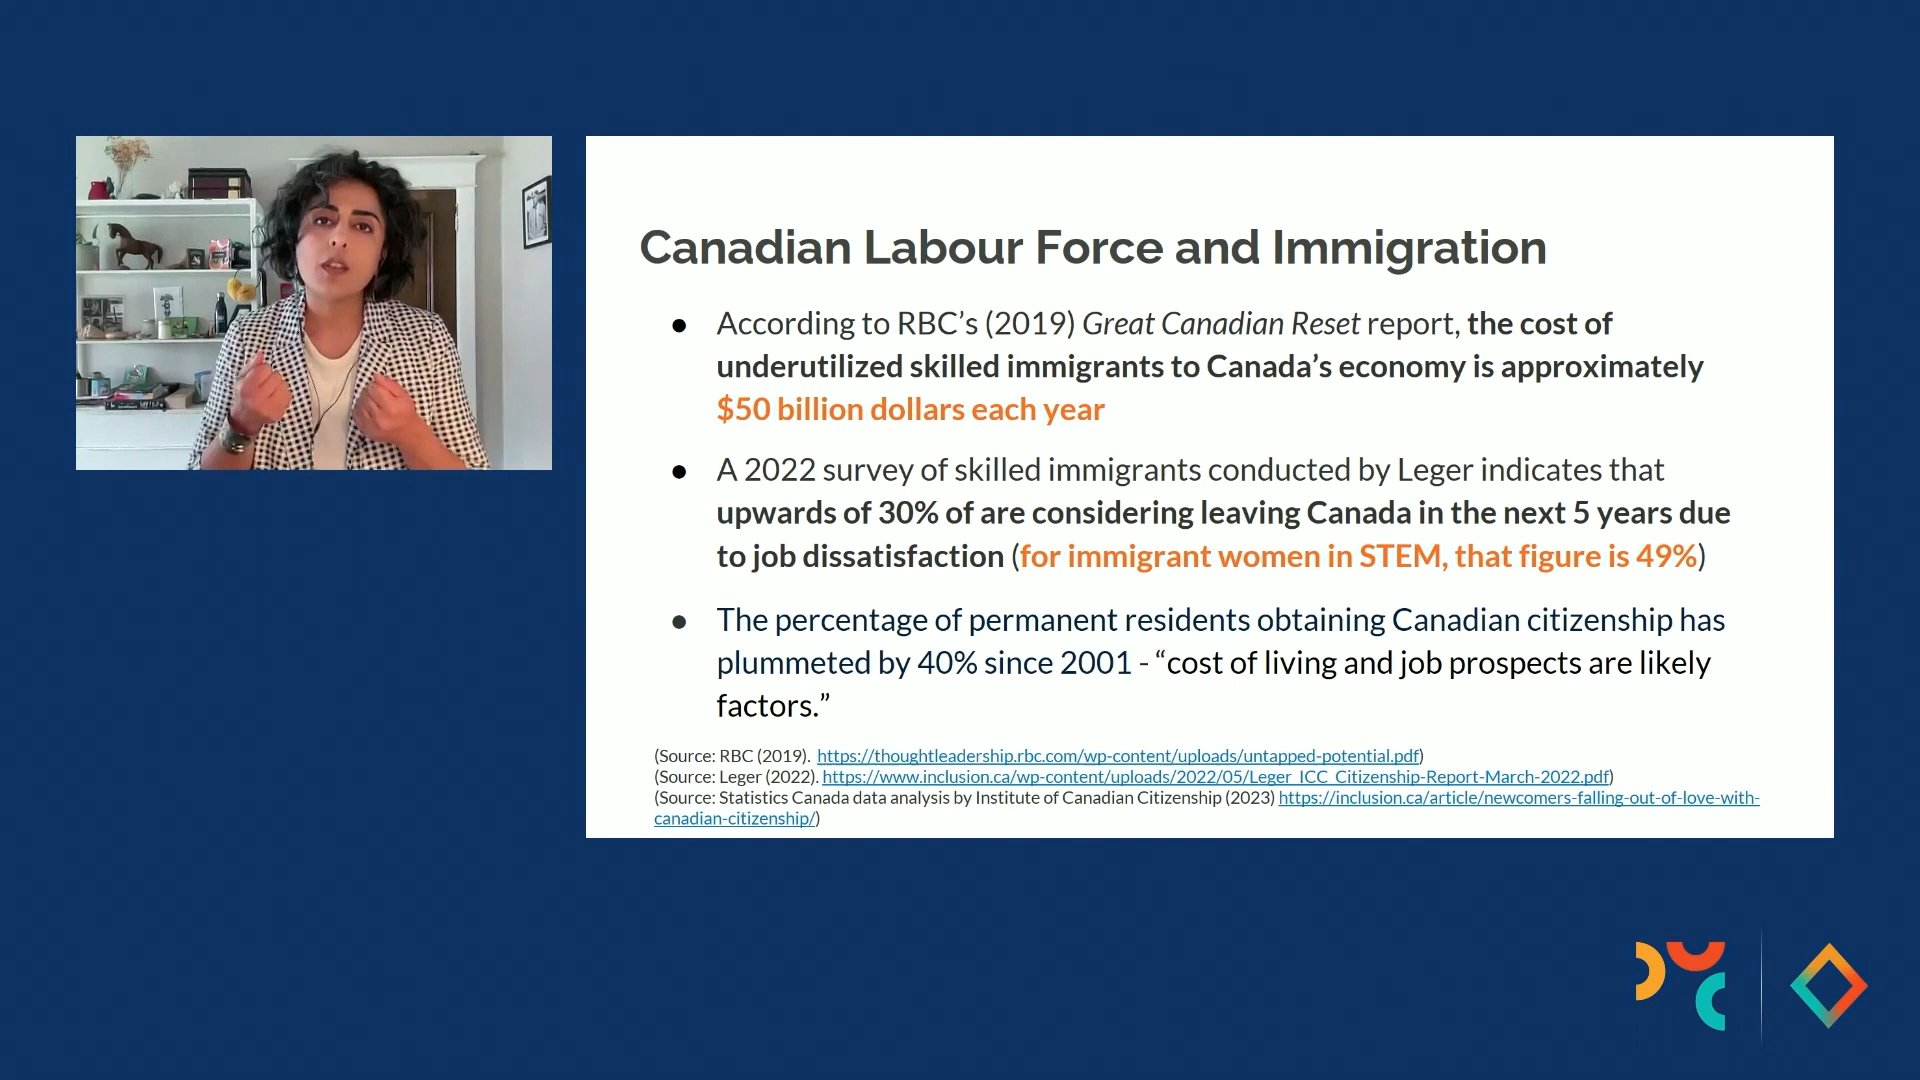 Canadian Labour Force and Immigration
● According to RBC’s (2019) Great Canadian Reset report, the cost of
underutilized skilled immigrants to Canada’s economy is approximately
$50 billion dollars each year
● A 2022 survey of skilled immigrants conducted by Leger indicates that
upwards of 30% of are considering leaving Canada in the next 5 years due
to job dissatisfaction (for immigrant women in STEM, that figure is 49%)
● The percentage of permanent residents obtaining Canadian citizenship has
plummeted by 40% since 2001 - “cost of living and job prospects are likely
factors.”
(Source: RBC (2019). https://thoughtleadership.rbc.com/wp-content/uploads/untapped-potential.pdf)
(Source: Leger (2022). https://www.inclusion.ca/wp-content/uploads/2022/05/Leger_ICC_Citizenship-Report-March-2022.pdf)
(Source: Statistics Canada data analysis by Institute of Canadian Citizenship (2023) https://inclusion.ca/article/newcomers-falling-out-of-love-with-
canadian-citizenship/)